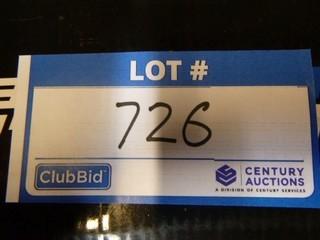 LOT #
726
ClubBid
CENTURY
AUCTIONS
A DIVISION OF CENTURY SERVICES